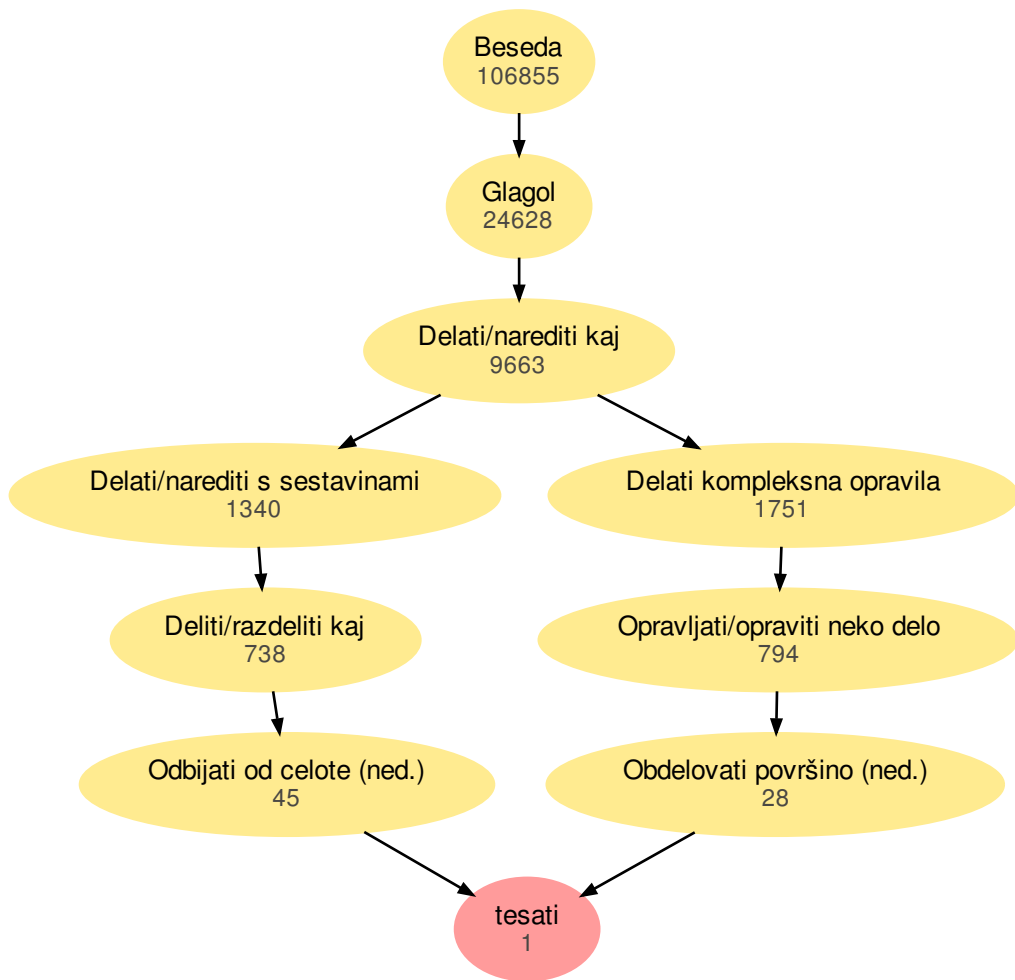 Beseda
106855
Glagol
24628
Delati/narediti kaj
9663
Delati/narediti s sestavinami
1340
Delati kompleksna opravila
1751
Deliti/razdeliti kaj
738
Opravljati/opraviti neko delo
794
Odbijati od celote (ned.)
45
Obdelovati površino (ned.)
28
tesati
1